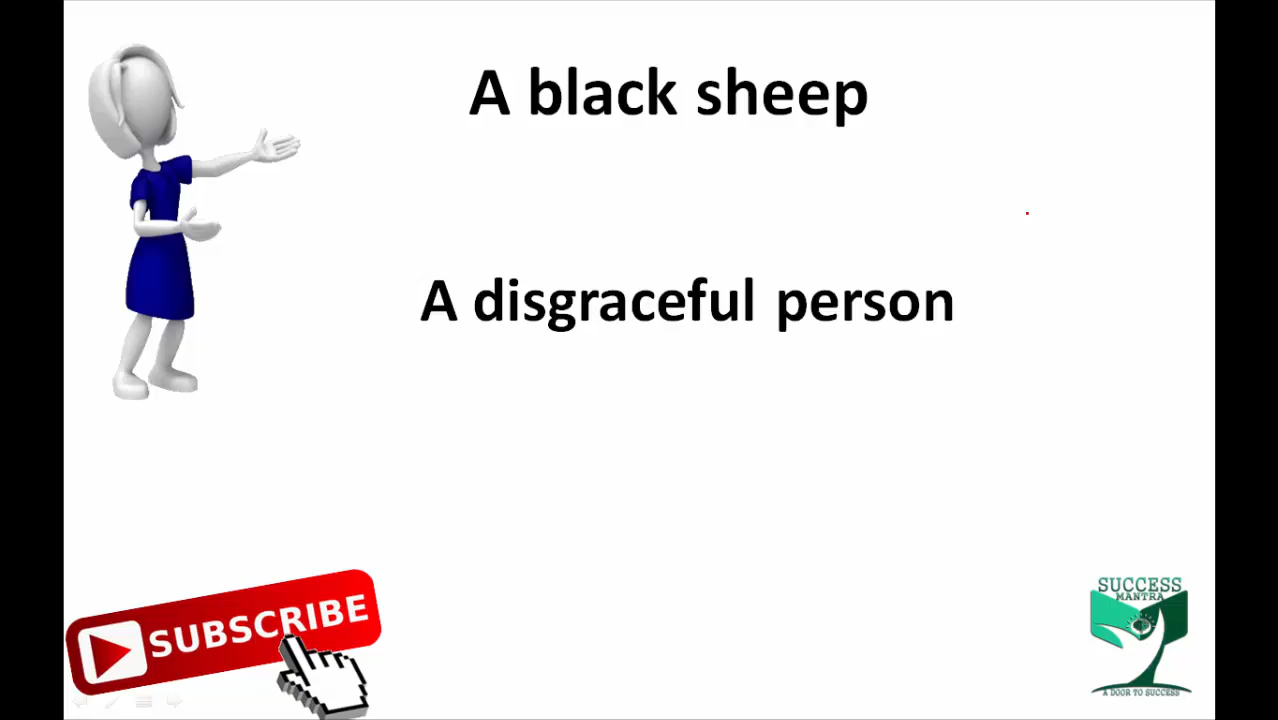 A black sheep
A disgraceful person
SUBSCRIBE
SUCCESS
MANTRA
A DOOR TO SUCCESS